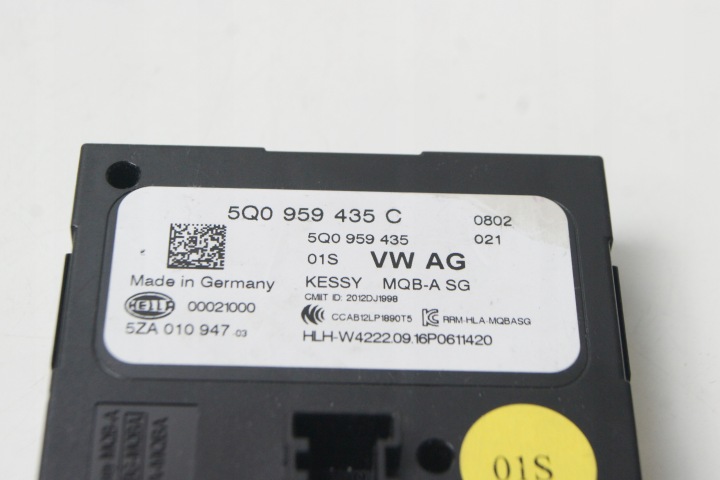 5Q0 959 435 C 0802
5Q0 959 435 021
01S VW AG
Made in Germany KESSY MQB-A SG
CMIIT ID: 2012DJ1998
HELLA 00021000 CCAB12LP1890T5 RRM-HLA-MQBASG
5ZA 010 947 -03 HLH-W4222.09.16P0611420
MQB-A
01S